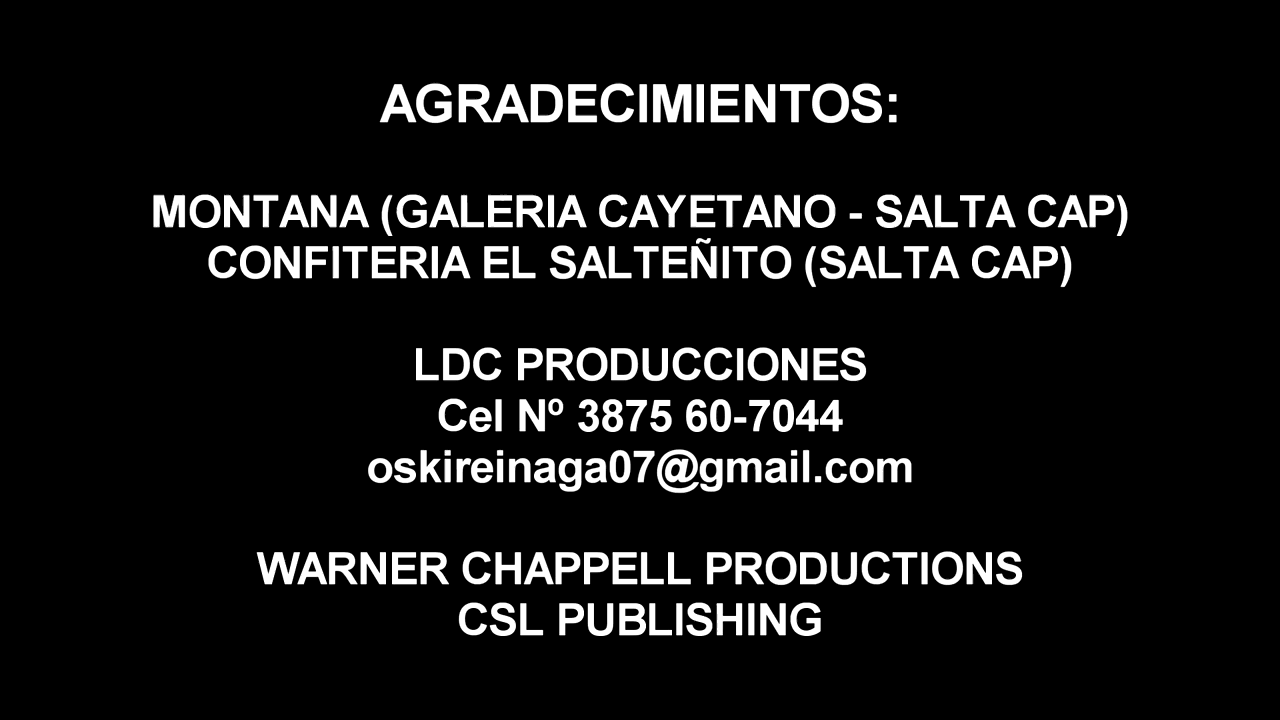 AGRADECIMIENTOS:
MONTANA (GALERIA CAYETANO - SALTA CAP)
CONFITERIA EL SALTEÑITO (SALTA CAP)
LDC PRODUCCIONES
Cel Nº 3875 60-7044
oskireinaga07@gmail.com
WARNER CHAPPELL PRODUCTIONS
CSL PUBLISHING